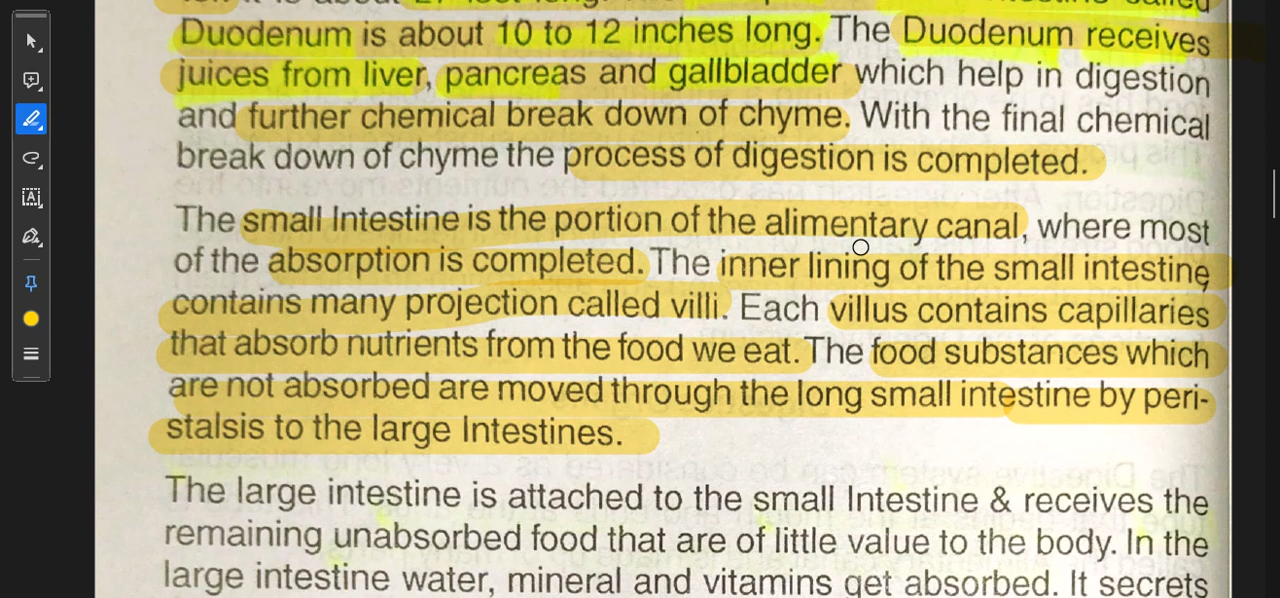 Duodenum is about 10 to 12 inches long. The Duodenum receives
juices from liver, pancreas and gallbladder which help in digestion
and further chemical break down of chyme. With the final chemical
break down of chyme the process of digestion is completed.
The small Intestine is the portion of the alimentary canal, where most
of the absorption is completed. The inner lining of the small intestine
contains many projection called villi. Each villus contains capillaries
that absorb nutrients from the food we eat. The food substances which
are not absorbed are moved through the long small intestine by peri-
stalsis to the large Intestines.
The large intestine is attached to the small Intestine & receives the
remaining unabsorbed food that are of little value to the body. In the
large intestine water, mineral and vitamins get absorbed. It secrets